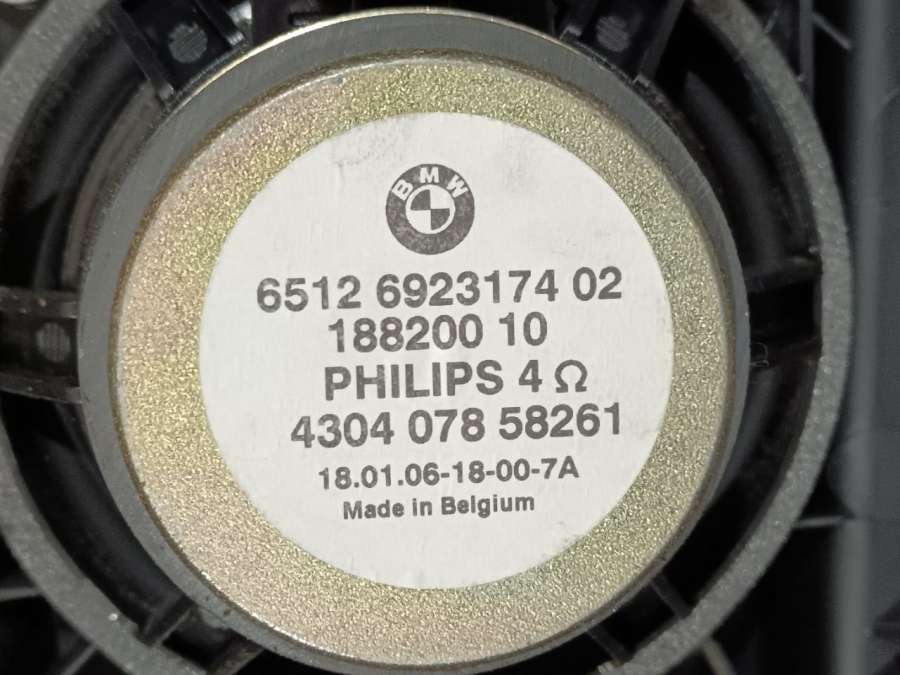 BMW
6512 6923174 02
188200 10
PHILIPS 4 Ω
4304 078 58261
18.01.06-18-00-7A
Made in Belgium